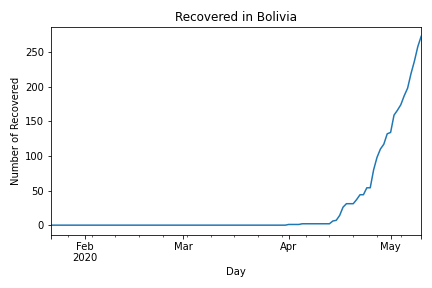 Recovered in Bolivia
Number of Recovered
250
200
150
100
50
0
Feb
2020
Mar
Apr
May
Day